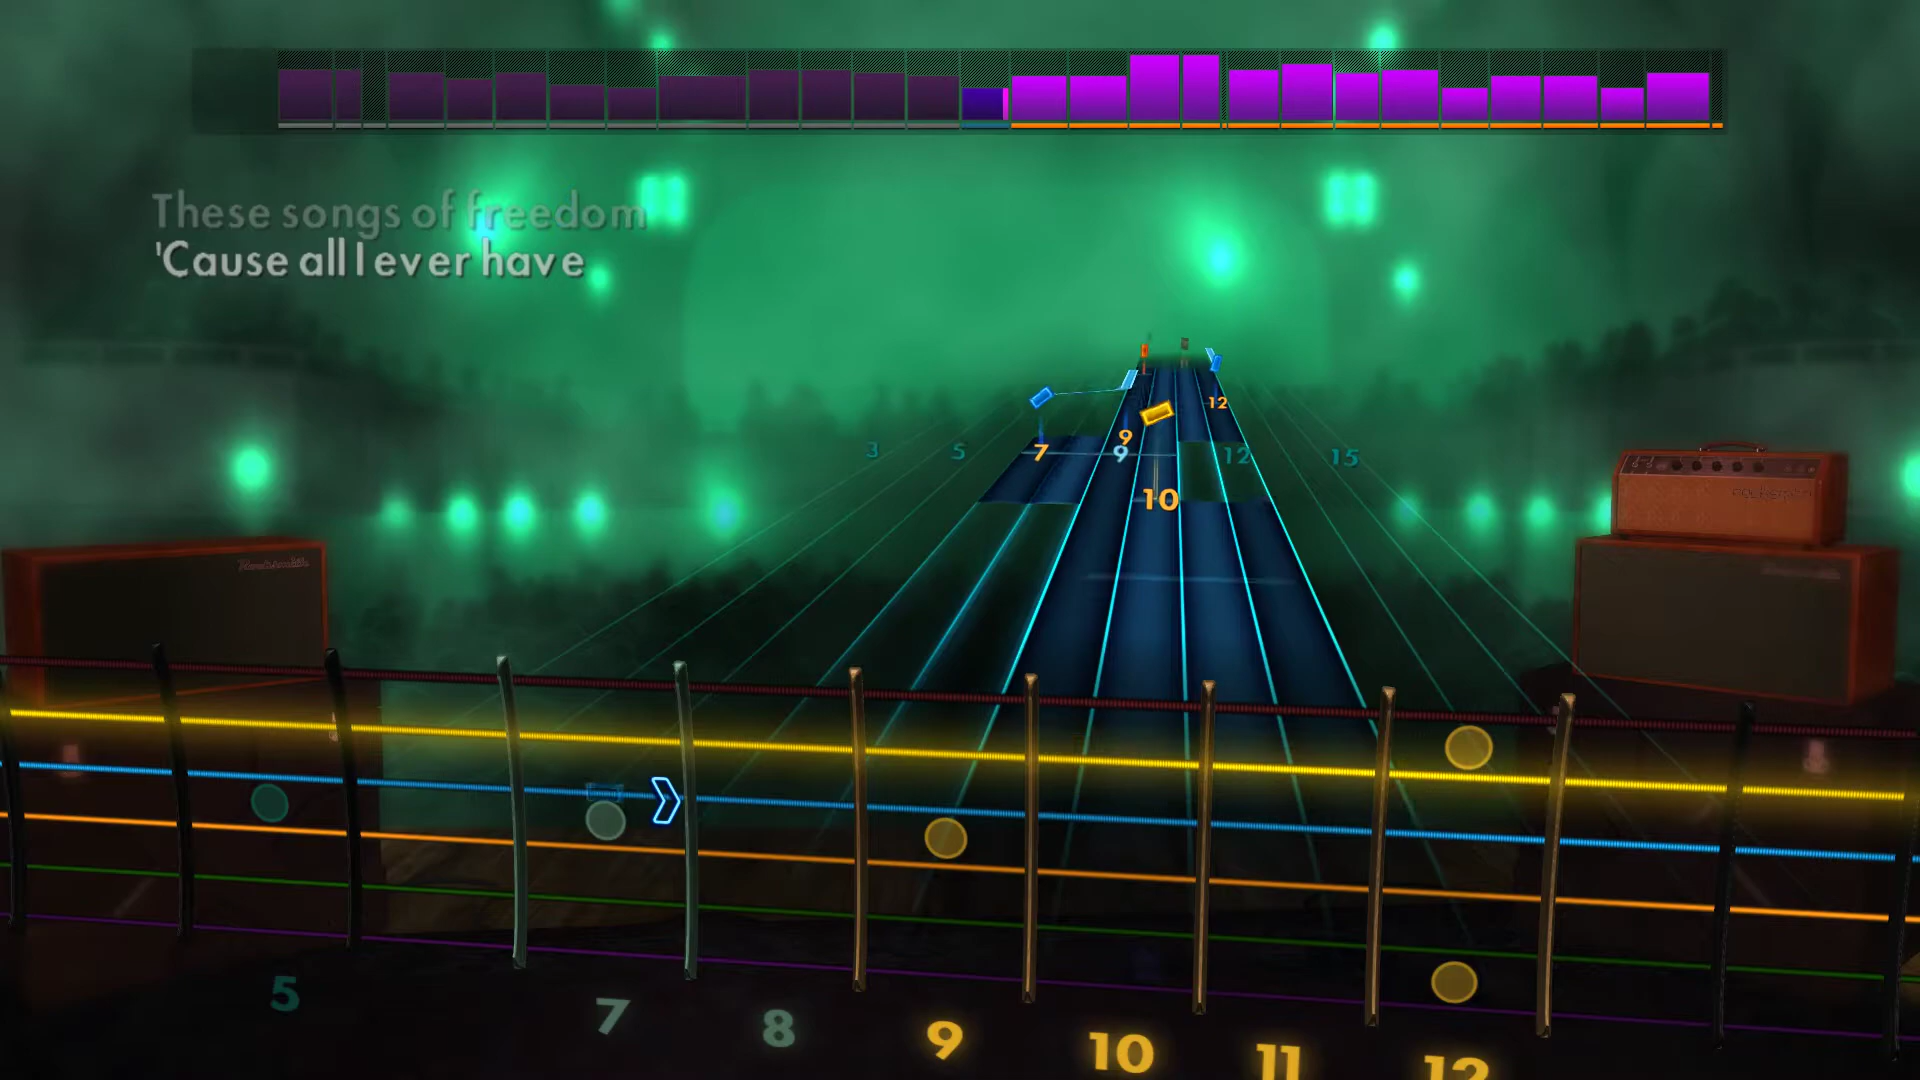 These songs of freedom
'Cause all I ever have
12
9
3 5 7 9 12 15
10
Rocksmith
5 7 8 9 10 11 12